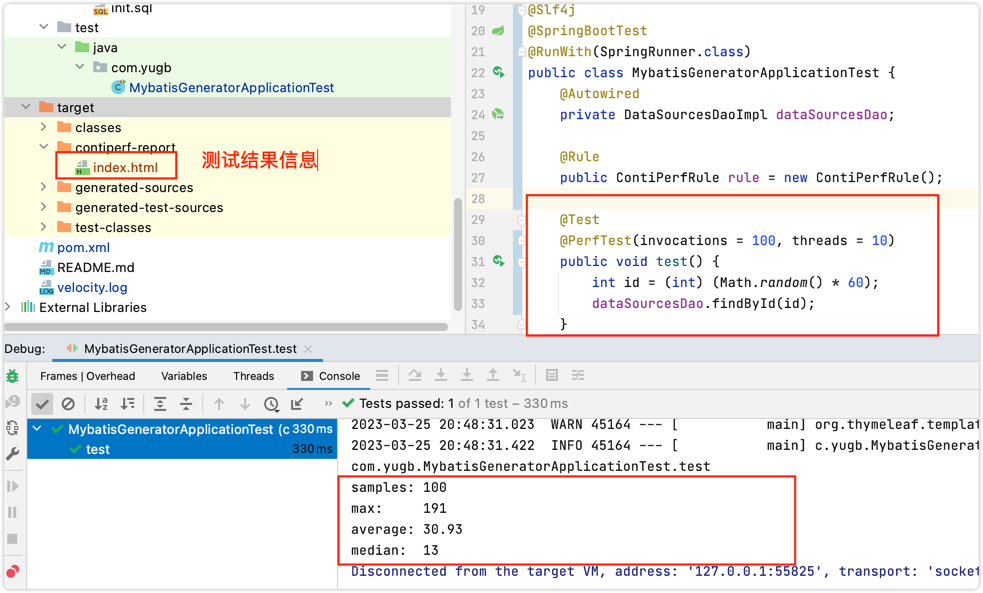 init.sql
test
java
com.yugb
MybatisGeneratorApplicationTest
target
classes
contiperf-report
index.html
测试结果信息
generated-sources
generated-test-sources
test-classes
pom.xml
README.md
velocity.log
External Libraries
19 @Slf4j
20 @SpringBootTest
21 @RunWith(SpringRunner.class)
22 public class MybatisGeneratorApplicationTest {
23 @Autowired
24 private DataSourcesDaoImpl dataSourcesDao;
25
26 @Rule
27 public ContiPerfRule rule = new ContiPerfRule();
28
29 @Test
30 @PerfTest(invocations = 100, threads = 10)
31 public void test() {
32 int id = (int) (Math.random() * 60);
33 dataSourcesDao.findById(id);
34 }
Debug: MybatisGeneratorApplicationTest.test
Frames | Overhead Variables Threads Console
Tests passed: 1 of 1 test – 330 ms
MybatisGeneratorApplicationTest (c 330 ms
test 330 ms
2023-03-25 20:48:31.023 WARN 45164 --- [ main] org.thymeleaf.templat
2023-03-25 20:48:31.422 INFO 45164 --- [ main] c.yugb.MybatisGenerat
com.yugb.MybatisGeneratorApplicationTest.test
samples: 100
max: 191
average: 30.93
median: 13
Disconnected from the target VM, address: '127.0.0.1:55825', transport: 'socket